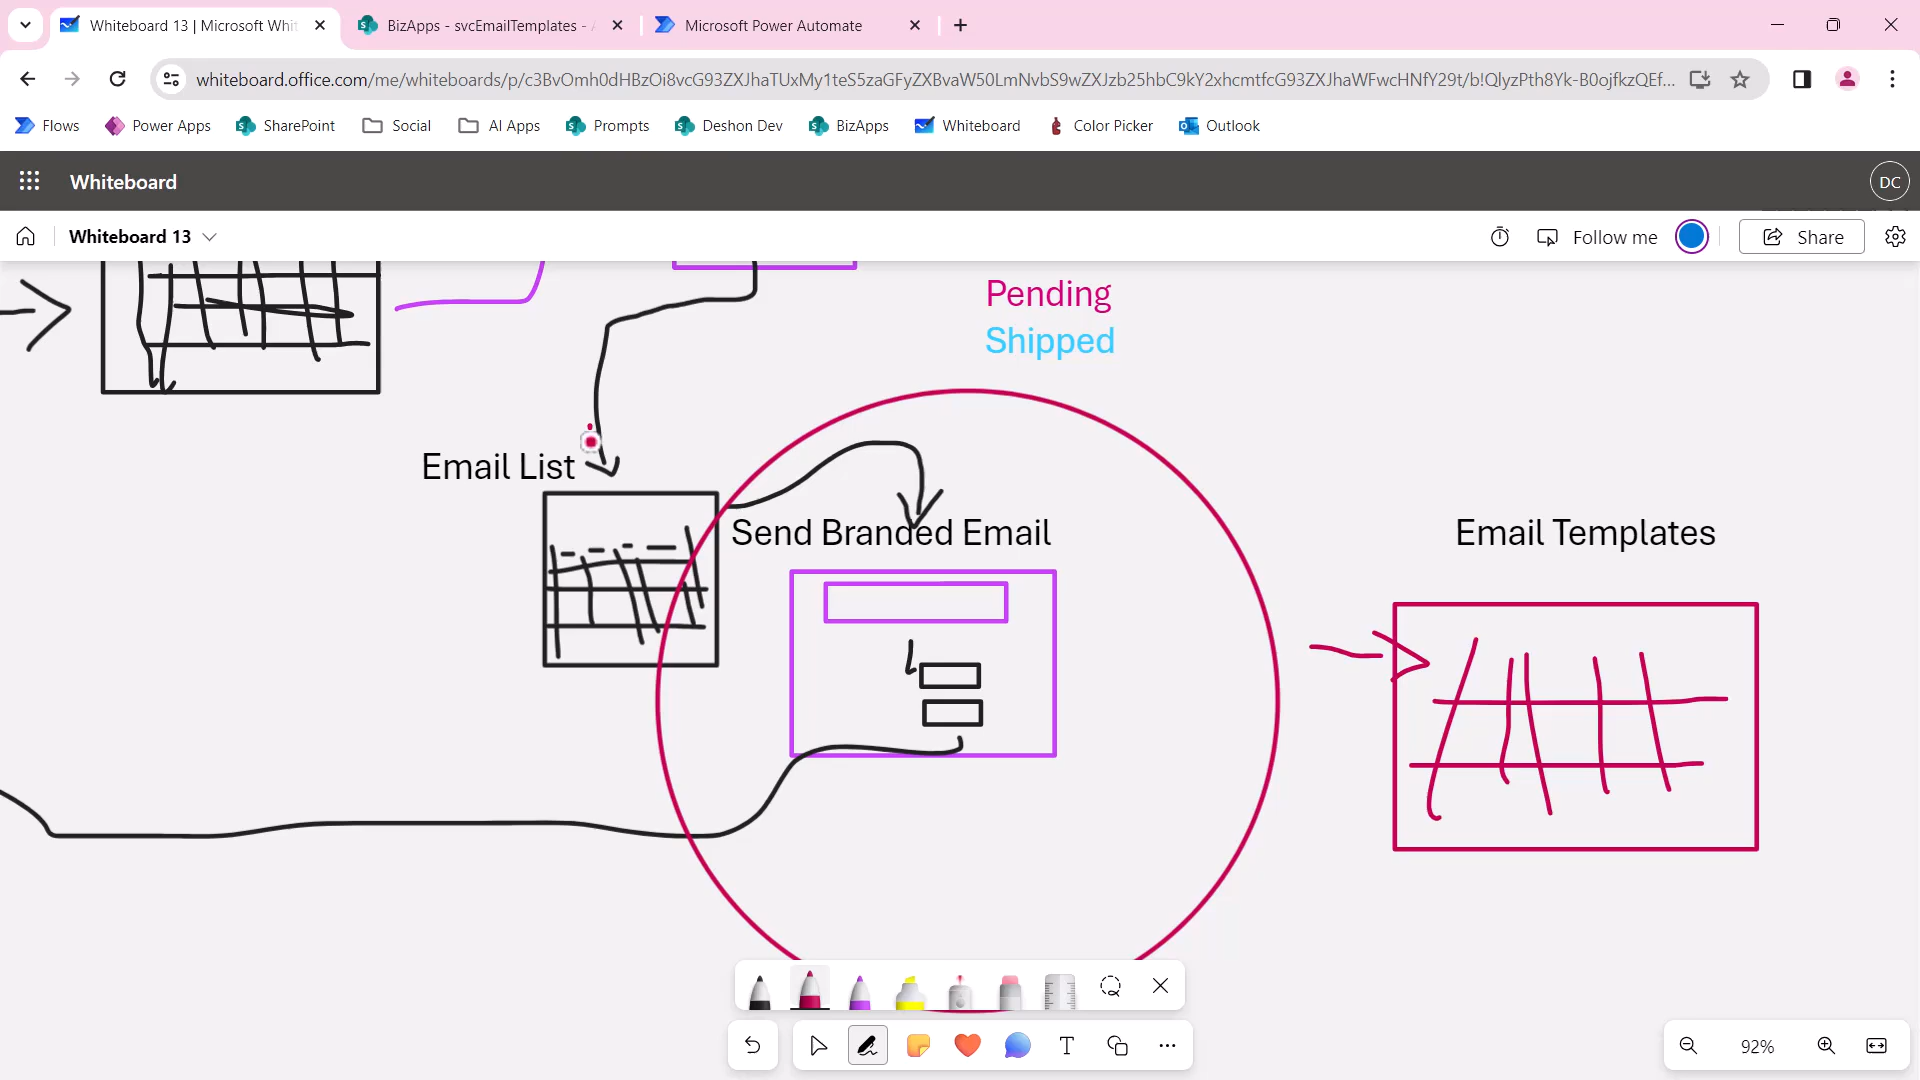 Whiteboard 13 | Microsoft Whit
BizApps - svcEmailTemplates - A
Microsoft Power Automate
whiteboard.office.com/me/whiteboards/p/c3BvOmh0dHBzOi8vcG93ZXJhaTUxMy1teS5zaGFyZXBvaW50LmNvbS9wZXJzb25hbC9kY2xhcmtfcG93ZXJhaWFwcHNfY29t/b!QlyzPth8Yk-B0ojfkzQEf...
Flows
Power Apps
SharePoint
Social
AI Apps
Prompts
Deshon Dev
BizApps
Whiteboard
Color Picker
Outlook
Whiteboard
DC
Whiteboard 13
Follow me
Share
Pending
Shipped
Email List
Send Branded Email
Email Templates
92%